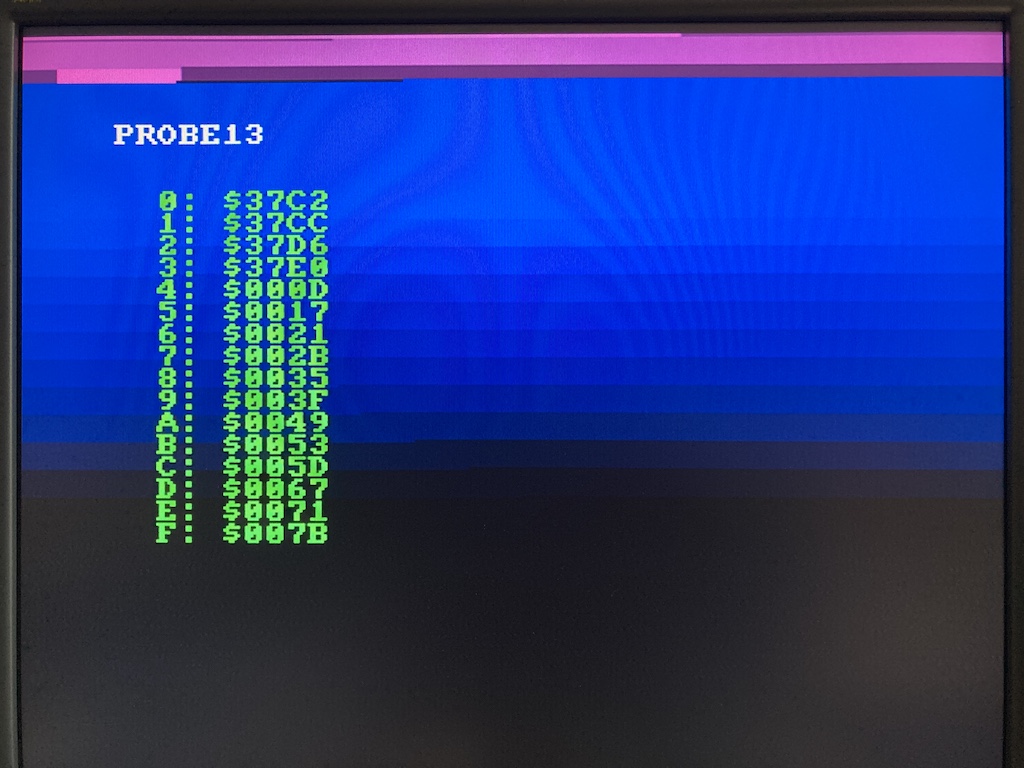 PROBE13
0: $37C2
1: $37CC
2: $37D6
3: $37E0
4: $000D
5: $0017
6: $0021
7: $002B
8: $0035
9: $003F
A: $0049
B: $0053
C: $005D
D: $0067
E: $0071
F: $007B